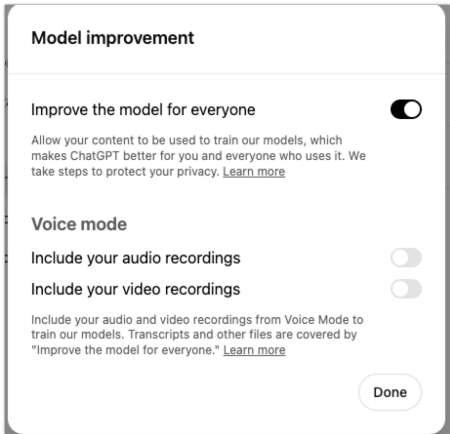 Model improvement
Improve the model for everyone
Allow your content to be used to train our models, which
makes ChatGPT better for you and everyone who uses it. We
take steps to protect your privacy. Learn more
Voice mode
Include your audio recordings
Include your video recordings
Include your audio and video recordings from Voice Mode to
train our models. Transcripts and other files are covered by
"Improve the model for everyone." Learn more
Done